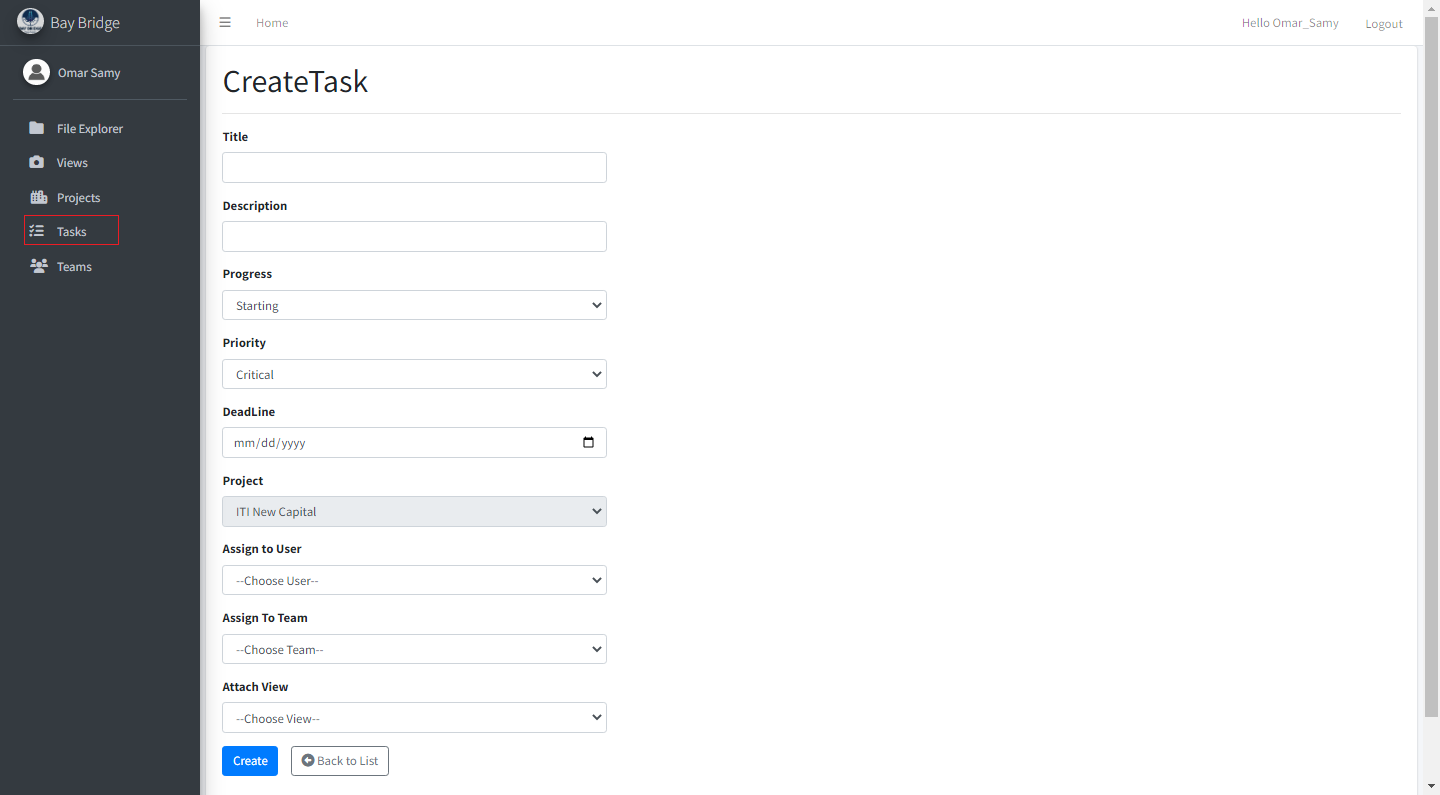 Bay Bridge
Home
Hello Omar_Samy
Logout
Omar Samy
File Explorer
Views
Projects
Tasks
Teams
CreateTask
Title
Description
Progress
Starting
Priority
Critical
DeadLine
mm/dd/yyyy
Project
ITI New Capital
Assign to User
--Choose User--
Assign To Team
--Choose Team--
Attach View
--Choose View--
Create
Back to List